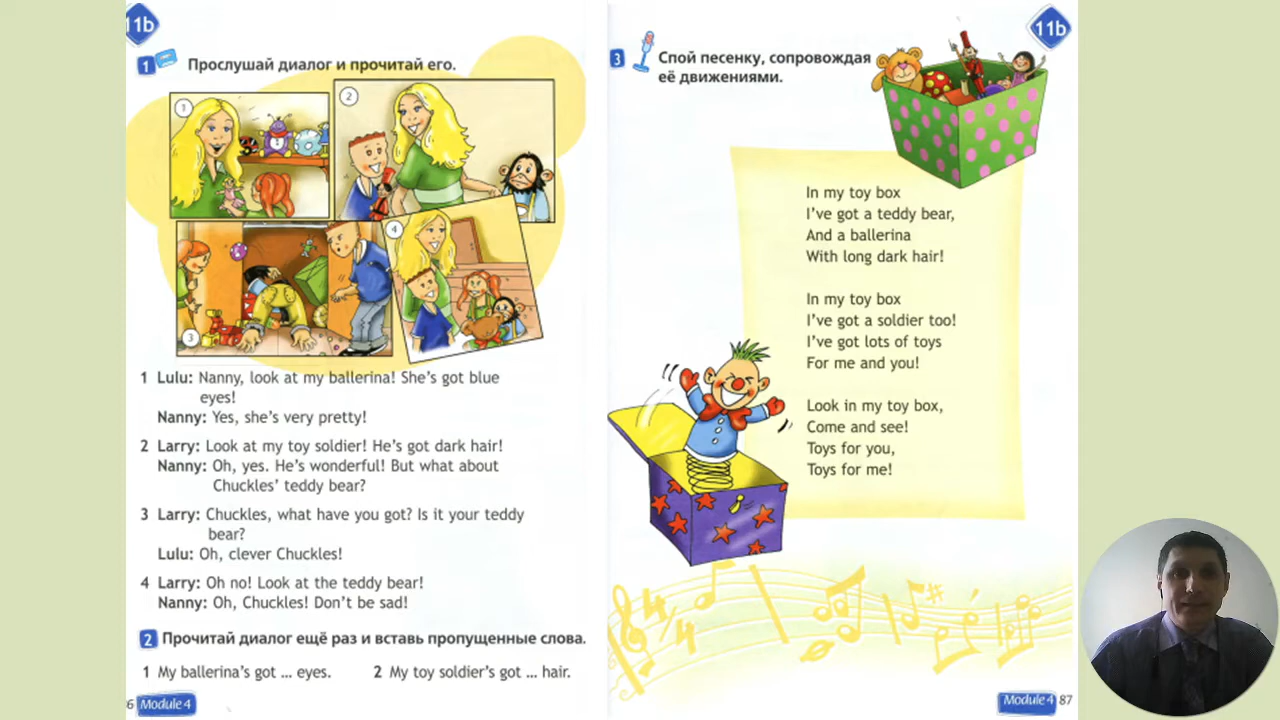 11b
1 Прослушай диалог и прочитай его.
1
2
3
4
1 Lulu: Nanny, look at my ballerina! She's got blue
eyes!
Nanny: Yes, she's very pretty!
2 Larry: Look at my toy soldier! He's got dark hair!
Nanny: Oh, yes. He's wonderful! But what about
Chuckles' teddy bear?
3 Larry: Chuckles, what have you got? Is it your teddy
bear?
Lulu: Oh, clever Chuckles!
4 Larry: Oh no! Look at the teddy bear!
Nanny: Oh, Chuckles! Don't be sad!
2 Прочитай диалог ещё раз и вставь пропущенные слова.
1 My ballerina's got ... eyes. 2 My toy soldier's got ... hair.
6 Module 4
11b
3 Спой песенку, сопровождая
её движениями.
In my toy box
I've got a teddy bear,
And a ballerina
With long dark hair!
In my toy box
I've got a soldier too!
I've got lots of toys
For me and you!
Look in my toy box,
Come and see!
Toys for you,
Toys for me!
Module 4 87